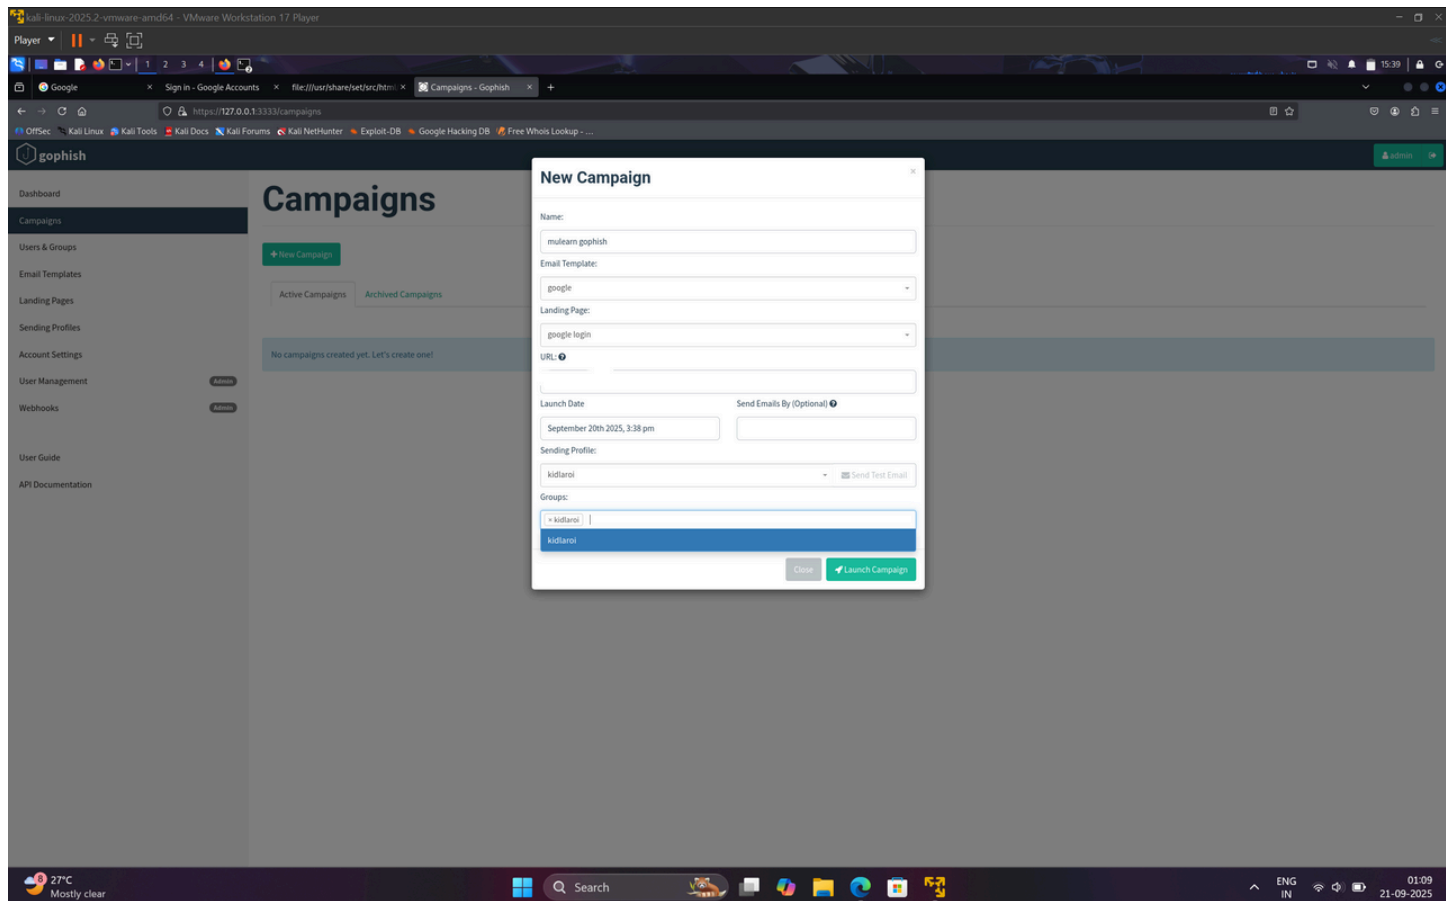 kali-linux-2025.2-vmware-amd64 - VMware Workstation 17 Player
Player
1 2 3 4
15:39
Google
Sign in - Google Accounts
file:///usr/share/set/src/html
Campaigns - Gophish
https://127.0.0.1:3333/campaigns
OffSec Kali Linux Kali Tools Kali Docs Kali Forums Kali NetHunter Exploit-DB Google Hacking DB Free Whois Lookup - ...
gophish
admin
Dashboard
Campaigns
Users & Groups
Email Templates
Landing Pages
Sending Profiles
Account Settings
User Management Admin
Webhooks Admin
User Guide
API Documentation
Campaigns
New Campaign
Active Campaigns Archived Campaigns
No campaigns created yet. Let's create one!
New Campaign
Name:
mulearn gophish
Email Template:
google
Landing Page:
google login
URL:
Launch Date Send Emails By (Optional)
September 20th 2025, 3:38 pm
Sending Profile:
kidlaroi Send Test Email
Groups:
× kidlaroi
kidlaroi
Close Launch Campaign
8
27°C
Mostly clear
Search
ENG
IN
01:09
21-09-2025